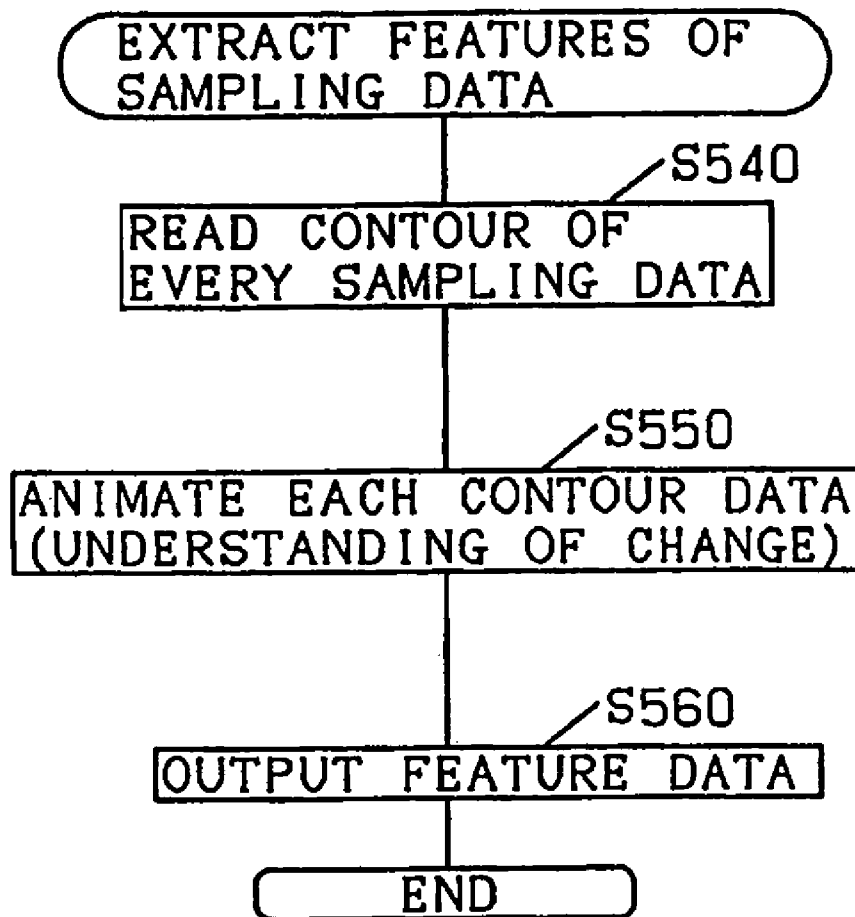 EXTRACT FEATURES OF
SAMPLING DATA
S540
READ CONTOUR OF
EVERY SAMPLING DATA
S550
ANIMATE EACH CONTOUR DATA
(UNDERSTANDING OF CHANGE)
S560
OUTPUT FEATURE DATA
END